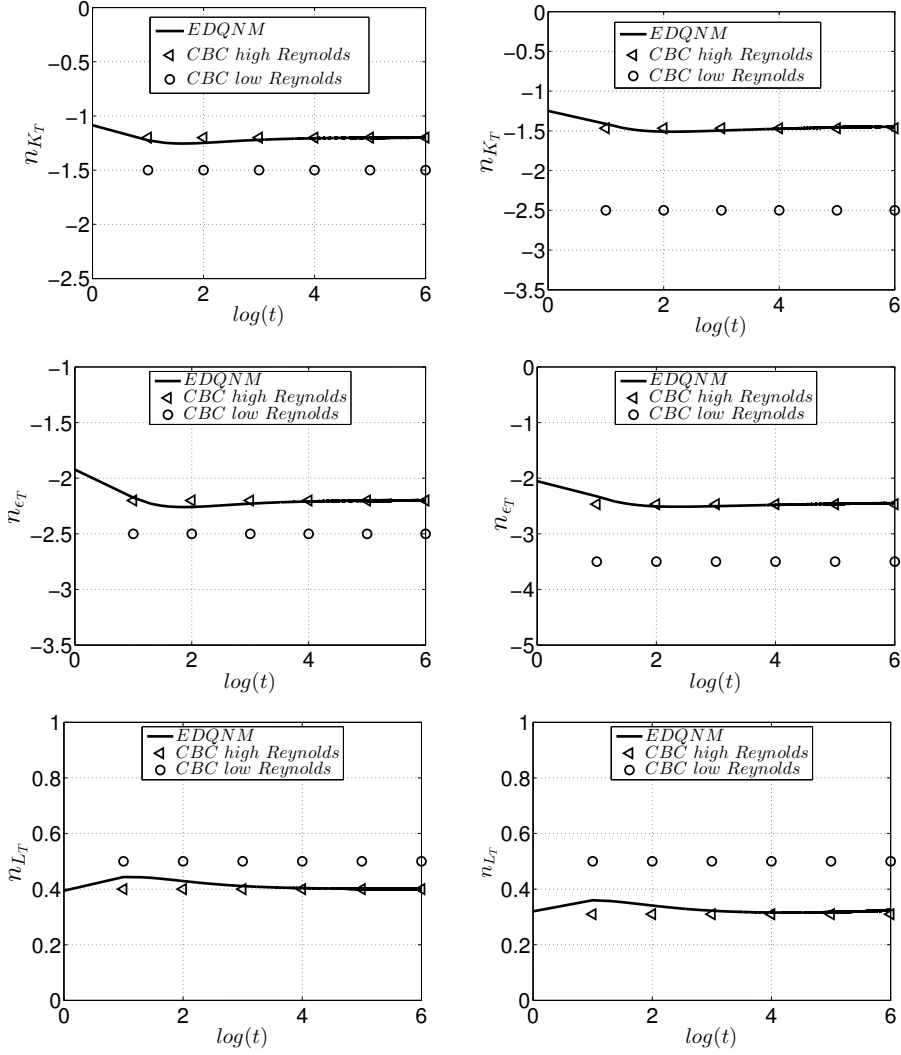 0
−0.5
−1
−1.5
−2
−2.5
0
2
4
6
n_{K_T}
log(t)
EDQNM
CBC high Reynolds
CBC low Reynolds
0
−0.5
−1
−1.5
−2
−2.5
−3
−3.5
0
2
4
6
n_{K_T}
log(t)
EDQNM
CBC high Reynolds
CBC low Reynolds
−1
−1.5
−2
−2.5
−3
−3.5
0
2
4
6
n_{ϵ_T}
log(t)
EDQNM
CBC high Reynolds
CBC low Reynolds
0
−1
−2
−3
−4
−5
0
2
4
6
n_{ϵ_T}
log(t)
EDQNM
CBC high Reynolds
CBC low Reynolds
1
0.8
0.6
0.4
0.2
0
0
2
4
6
n_{L_T}
log(t)
EDQNM
CBC high Reynolds
CBC low Reynolds
1
0.8
0.6
0.4
0.2
0
0
2
4
6
n_{L_T}
log(t)
EDQNM
CBC high Reynolds
CBC low Reynolds